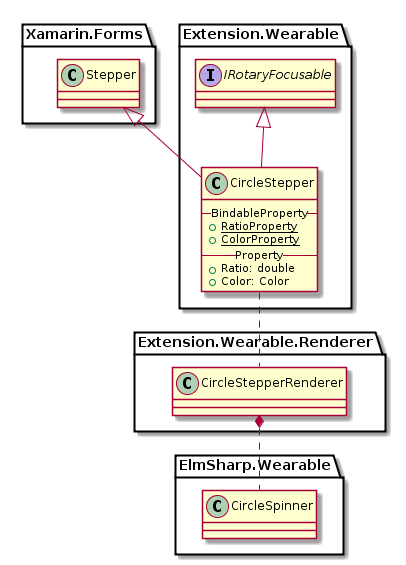 Xamarin.Forms
Extension.Wearable
C Stepper
I IRotaryFocusable
C CircleStepper
BindableProperty
RatioProperty
ColorProperty
Property
Ratio: double
Color: Color
Extension.Wearable.Renderer
C CircleStepperRenderer
ElmSharp.Wearable
C CircleSpinner